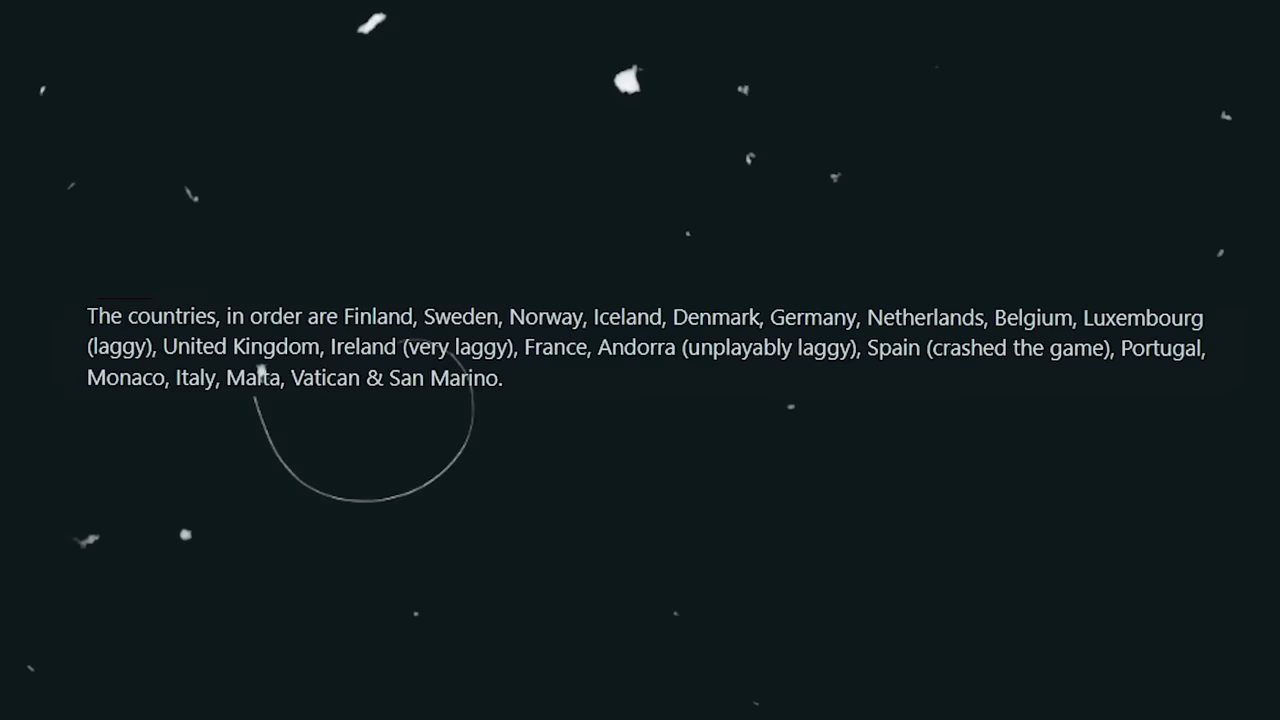 The countries, in order are Finland, Sweden, Norway, Iceland, Denmark, Germany, Netherlands, Belgium, Luxembourg
(laggy), United Kingdom, Ireland (very laggy), France, Andorra (unplayably laggy), Spain (crashed the game), Portugal,
Monaco, Italy, Malta, Vatican & San Marino.